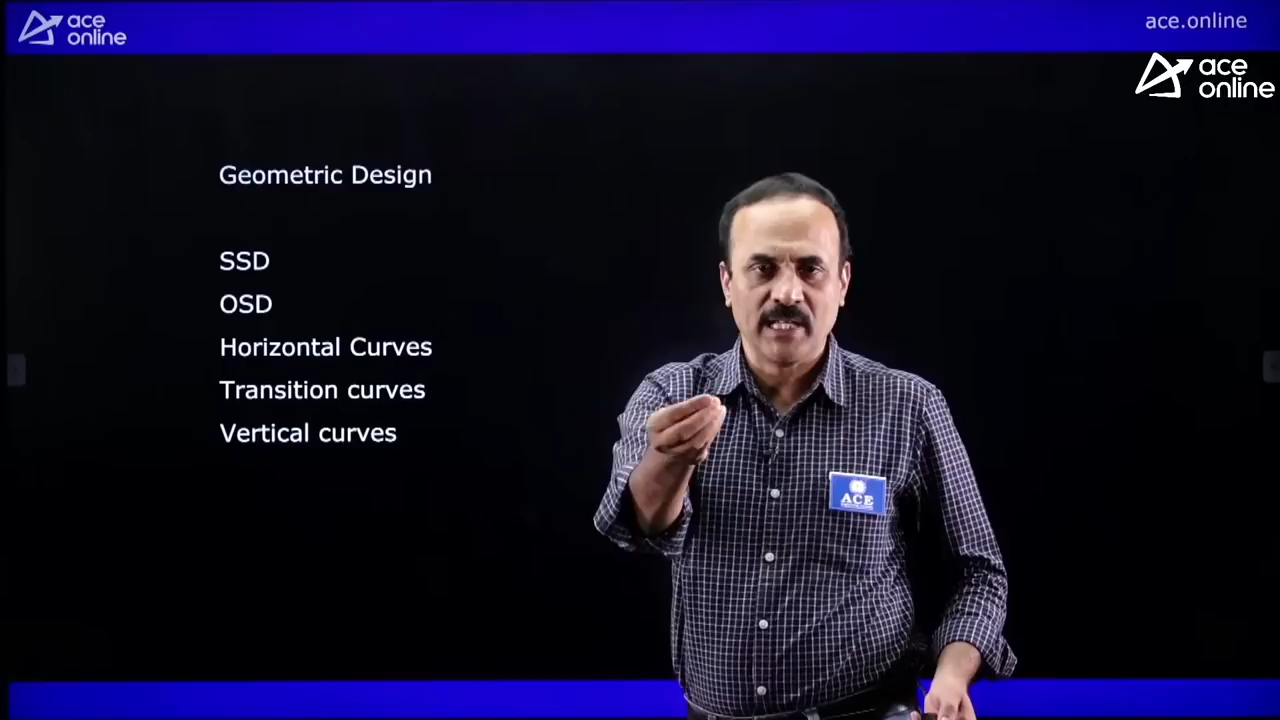 ace
online
ace.online
ace
online
Geometric Design
SSD
OSD
Horizontal Curves
Transition curves
Vertical curves
ACE